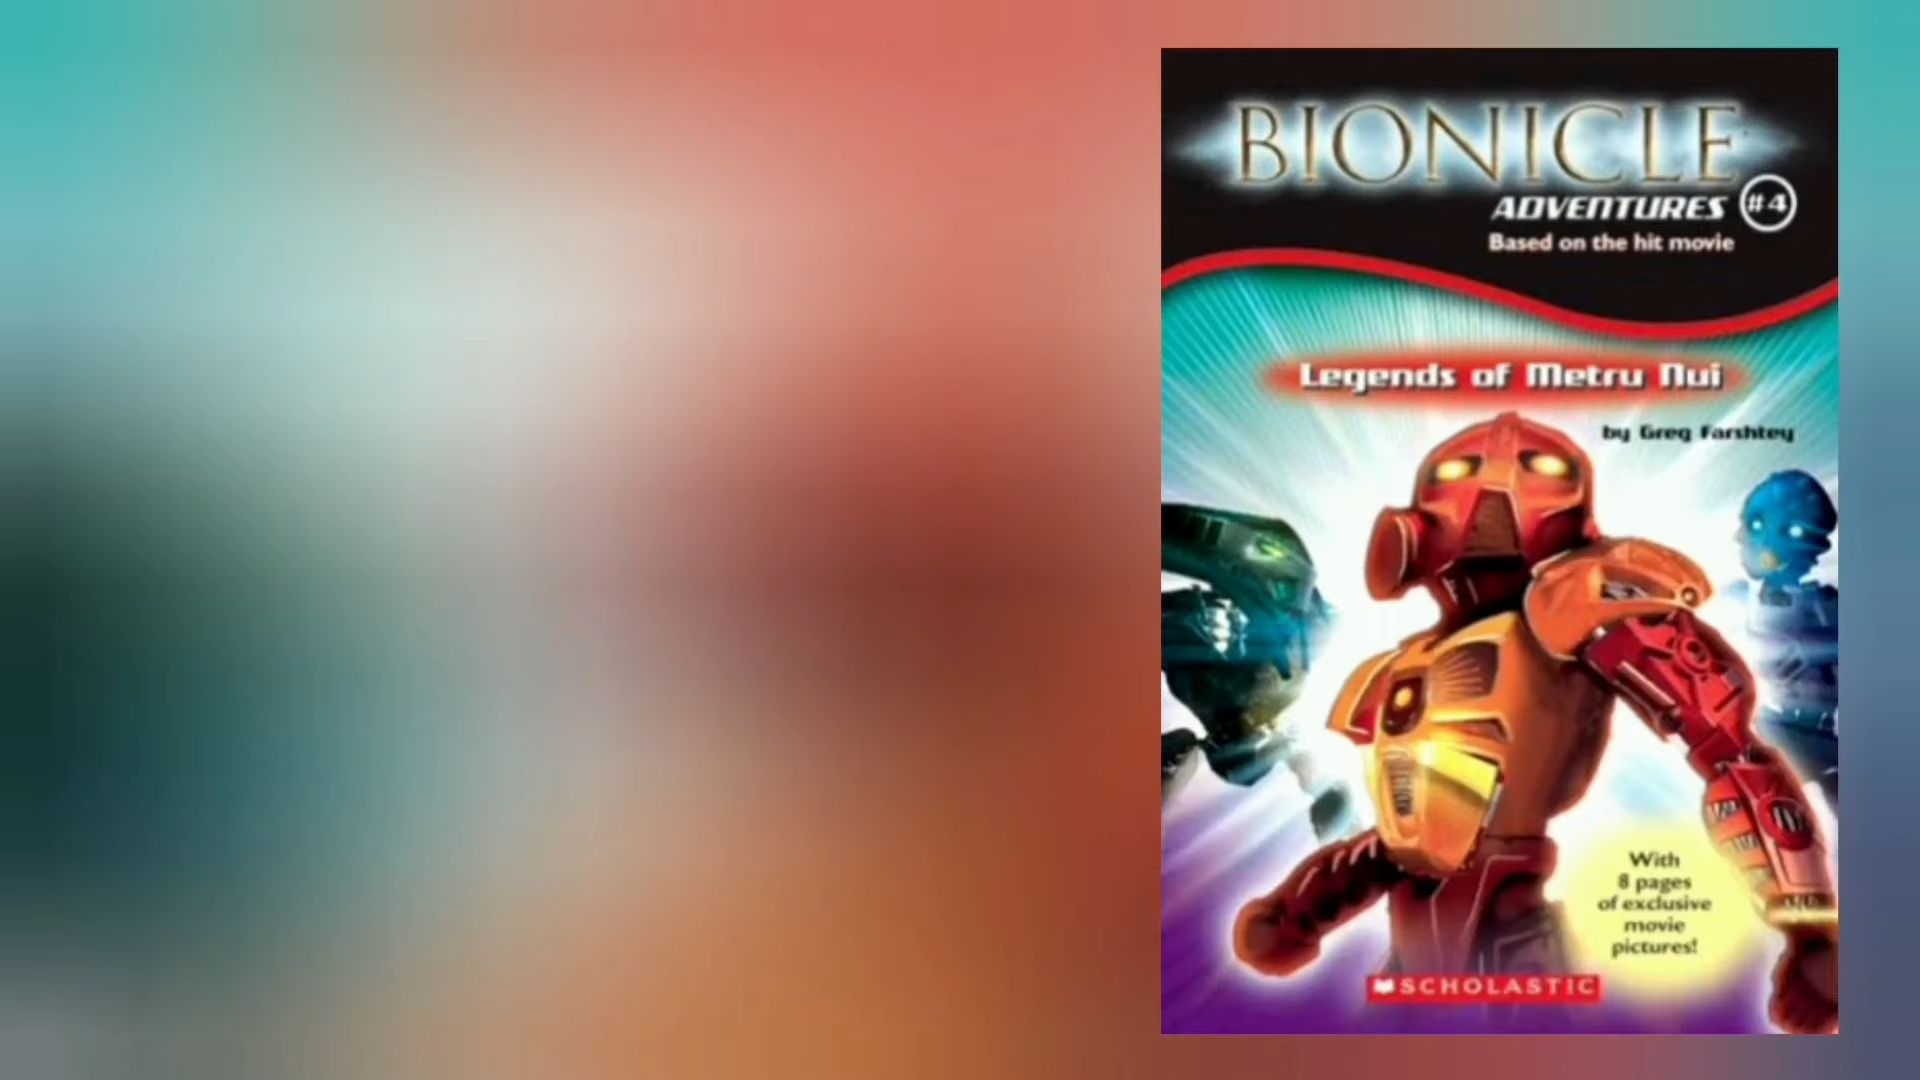 BIONICLE
ADVENTURES #4
Based on the hit movie
Legends of Metru Nui
by Greg Farshtey
With
8 pages
of exclusive
movie
pictures!
SCHOLASTIC